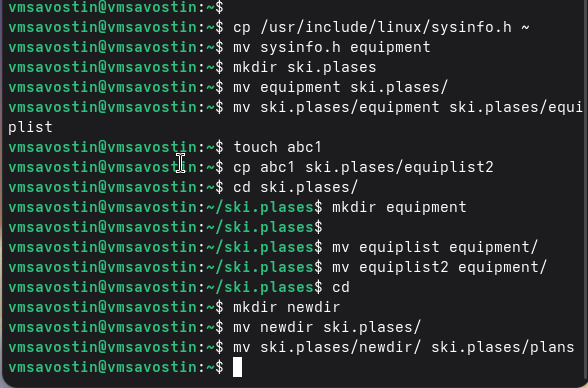 vmsavostin@vmsavostin:~$
vmsavostin@vmsavostin:~$ cp /usr/include/linux/sysinfo.h ~
vmsavostin@vmsavostin:~$ mv sysinfo.h equipment
vmsavostin@vmsavostin:~$ mkdir ski.plases
vmsavostin@vmsavostin:~$ mv equipment ski.plases/
vmsavostin@vmsavostin:~$ mv ski.plases/equipment ski.plases/equi
plist
vmsavostin@vmsavostin:~$ touch abc1
vmsavostin@vmsavostin:~$ cp abc1 ski.plases/equiplist2
vmsavostin@vmsavostin:~$ cd ski.plases/
vmsavostin@vmsavostin:~/ski.plases$ mkdir equipment
vmsavostin@vmsavostin:~/ski.plases$
vmsavostin@vmsavostin:~/ski.plases$ mv equiplist equipment/
vmsavostin@vmsavostin:~/ski.plases$ mv equiplist2 equipment/
vmsavostin@vmsavostin:~/ski.plases$ cd
vmsavostin@vmsavostin:~$ mkdir newdir
vmsavostin@vmsavostin:~$ mv newdir ski.plases/
vmsavostin@vmsavostin:~$ mv ski.plases/newdir/ ski.plases/plans
vmsavostin@vmsavostin:~$